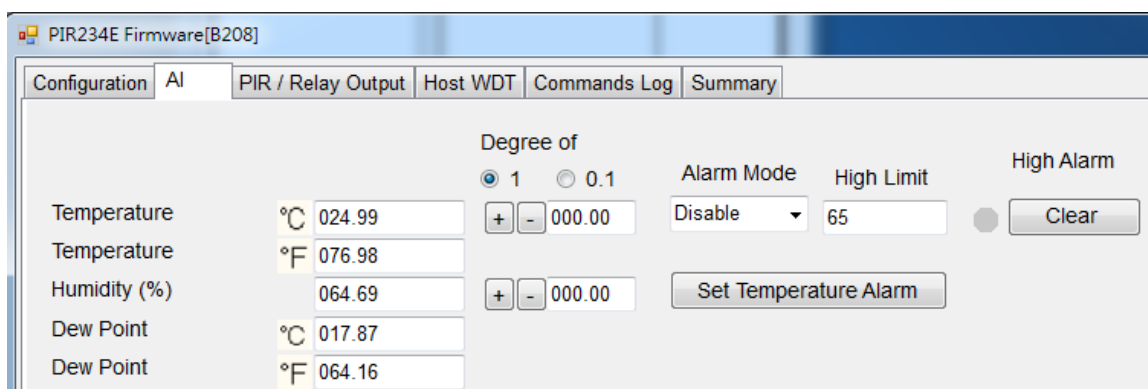 PIR234E Firmware[B208]
Configuration AI PIR / Relay Output Host WDT Commands Log Summary
Degree of
1 0.1 Alarm Mode High Limit High Alarm
Temperature °C 024.99 + - 000.00 Disable 65 Clear
Temperature °F 076.98
Humidity (%) 064.69 + - 000.00 Set Temperature Alarm
Dew Point °C 017.87
Dew Point °F 064.16